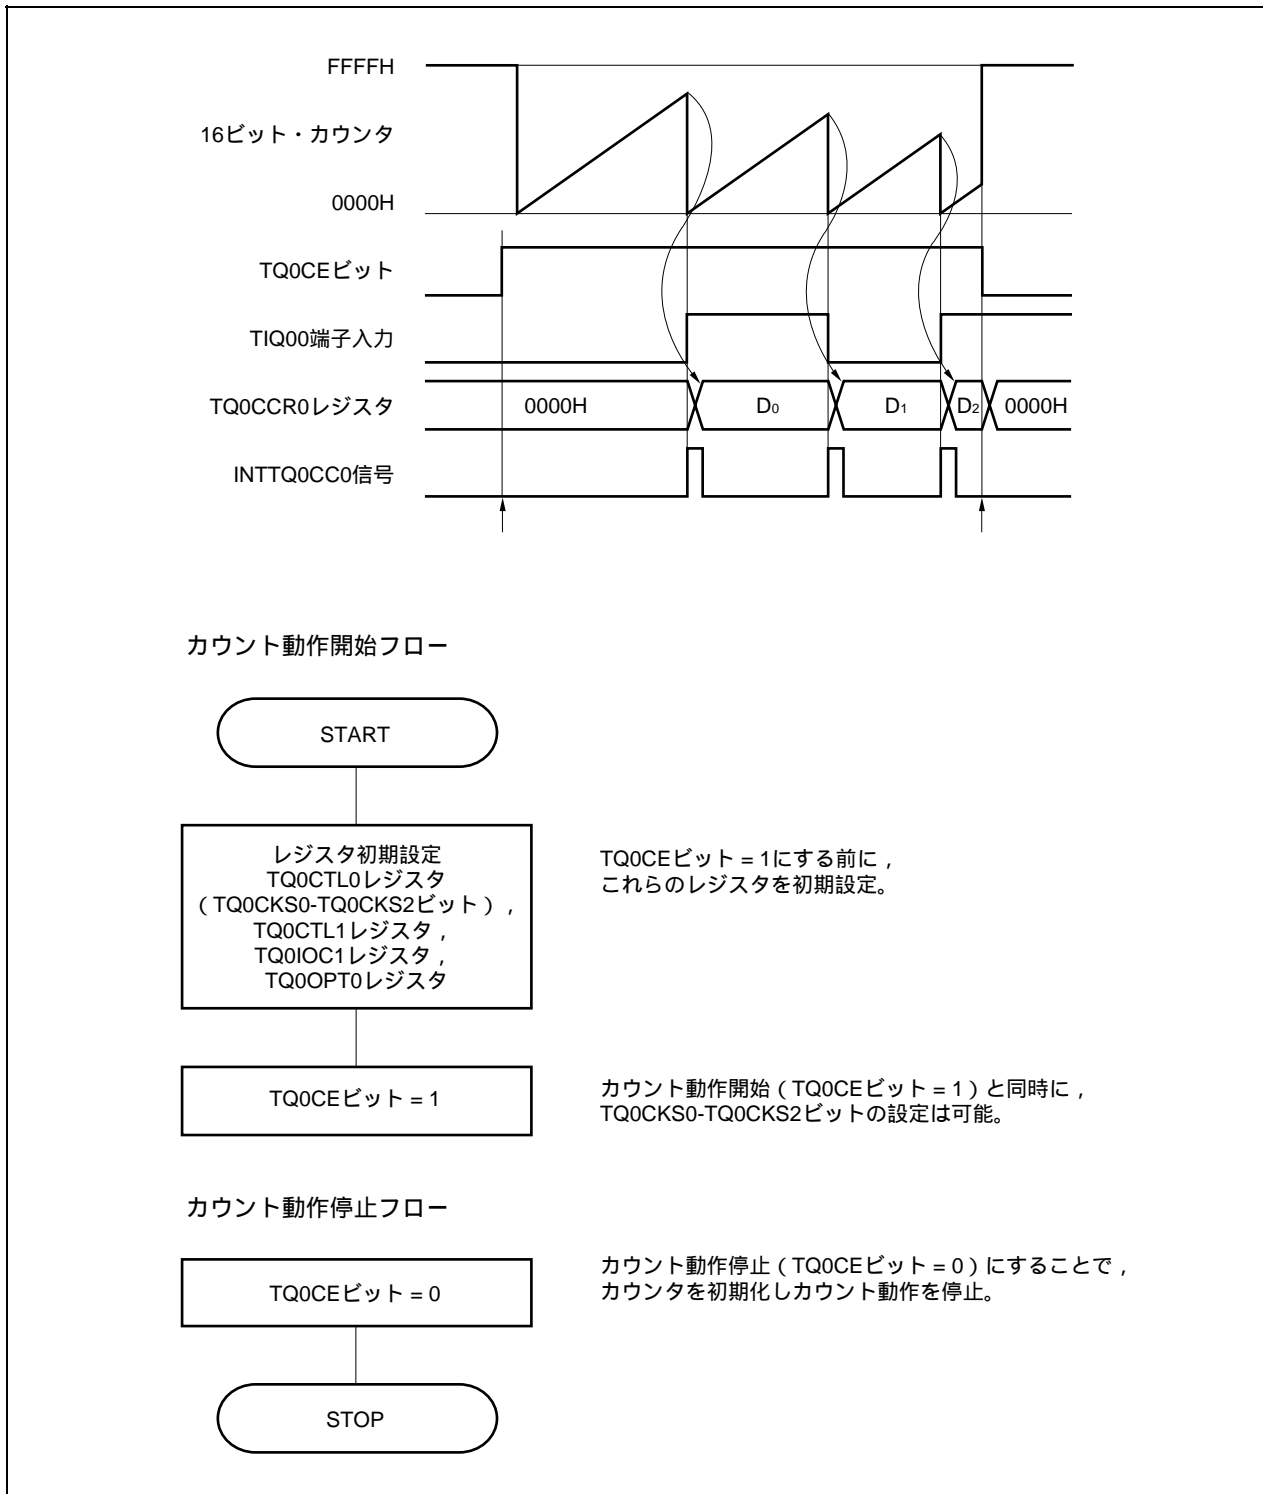 FFFFH
16ビット・カウンタ
0000H
TQ0CEビット
TIQ00端子入力
TQ0CCR0レジスタ
0000H
D0
D1
D2
0000H
INTTQ0CC0信号
カウント動作開始フロー
START
レジスタ初期設定
TQ0CTL0レジスタ
（TQ0CKS0-TQ0CKS2ビット），
TQ0CTL1レジスタ，
TQ0IOC1レジスタ，
TQ0OPT0レジスタ
TQ0CEビット = 1にする前に，
これらのレジスタを初期設定。
TQ0CEビット = 1
カウント動作開始（TQ0CEビット = 1）と同時に，
TQ0CKS0-TQ0CKS2ビットの設定は可能。
カウント動作停止フロー
TQ0CEビット = 0
カウント動作停止（TQ0CEビット = 0）にすることで，
カウンタを初期化しカウント動作を停止。
STOP